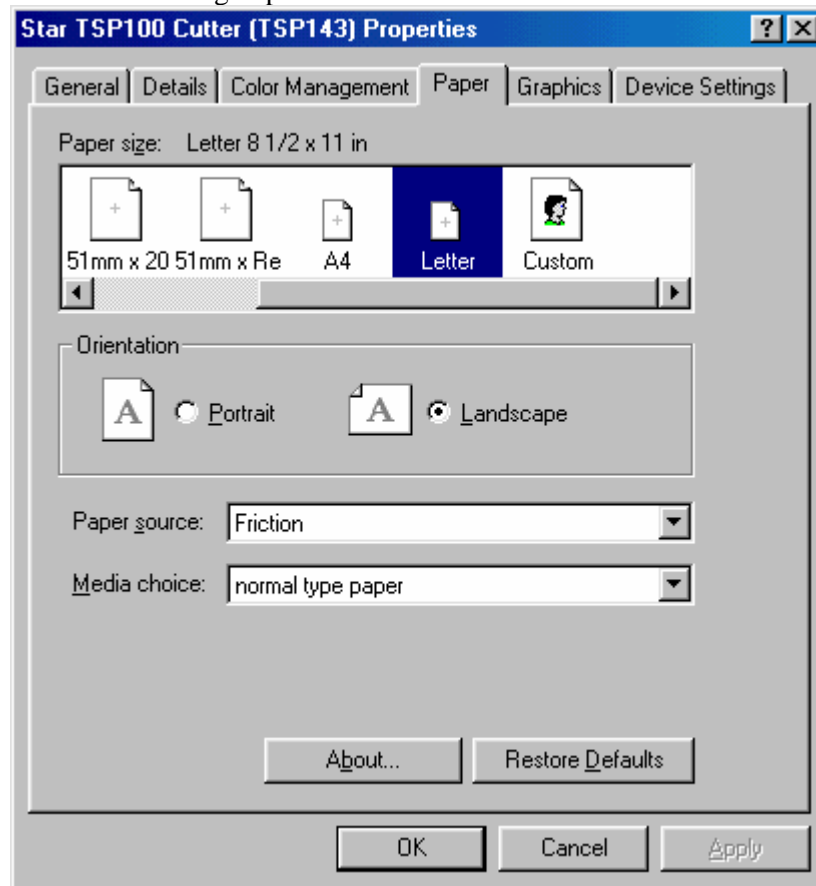 Star TSP100 Cutter (TSP143) Properties
General Details Color Management Paper Graphics Device Settings
Paper size: Letter 8 1/2 x 11 in
51mm x 20 51mm x Re A4 Letter Custom
Orientation
A Portrait A Landscape
Paper source: Friction
Media choice: normal type paper
About... Restore Defaults
OK Cancel Apply